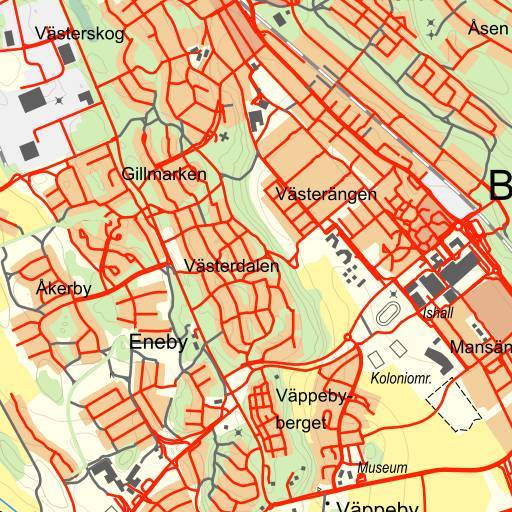 Åsen
Västerskog
Gillmarken
B
Västerängen
Västerdalen
Åkerby
Ishall
Eneby
Mansän
Koloniomr.
Väppeby-
berget
Museum
Väppeby